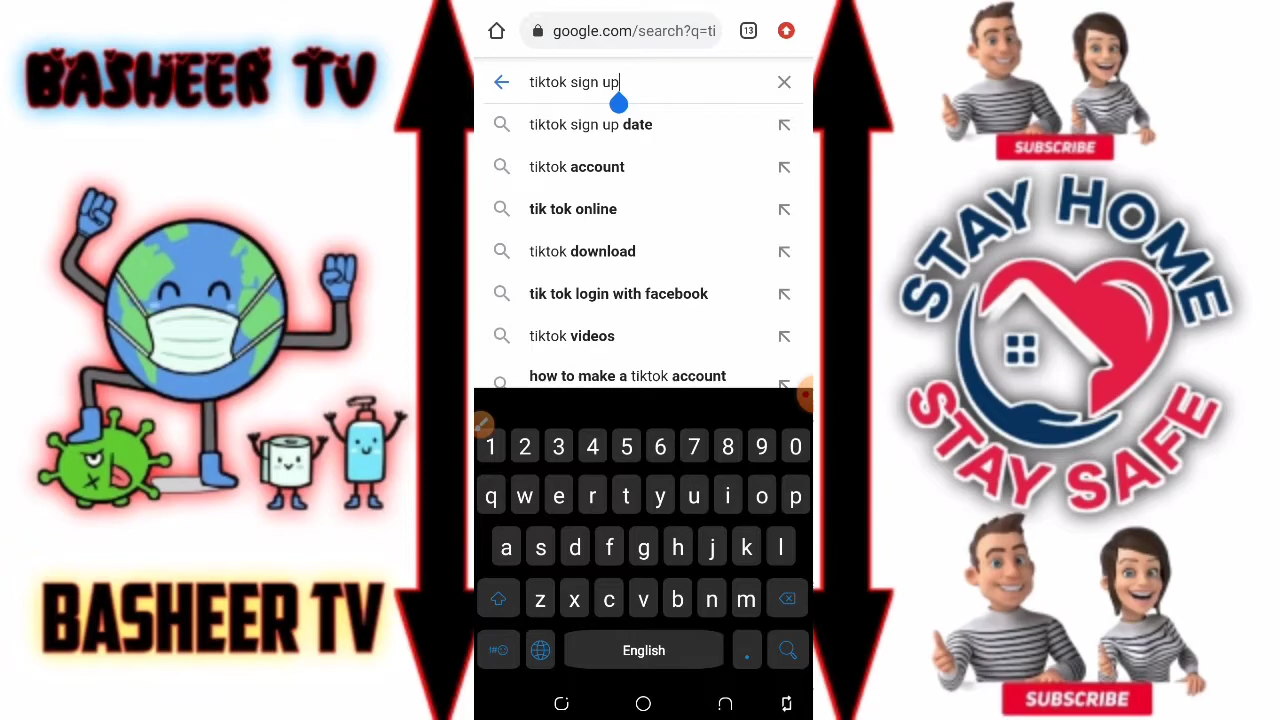 BASHEER TV
BASHEER TV
google.com/search?q=ti
13
tiktok sign up
tiktok sign up date
tiktok account
tik tok online
tiktok download
tik tok login with facebook
tiktok videos
how to make a tiktok account
1 2 3 4 5 6 7 8 9 0
q w e r t y u i o p
a s d f g h j k l
z x c v b n m
!#☺ English .
SUBSCRIBE
STAY HOME
STAY SAFE
SUBSCRIBE